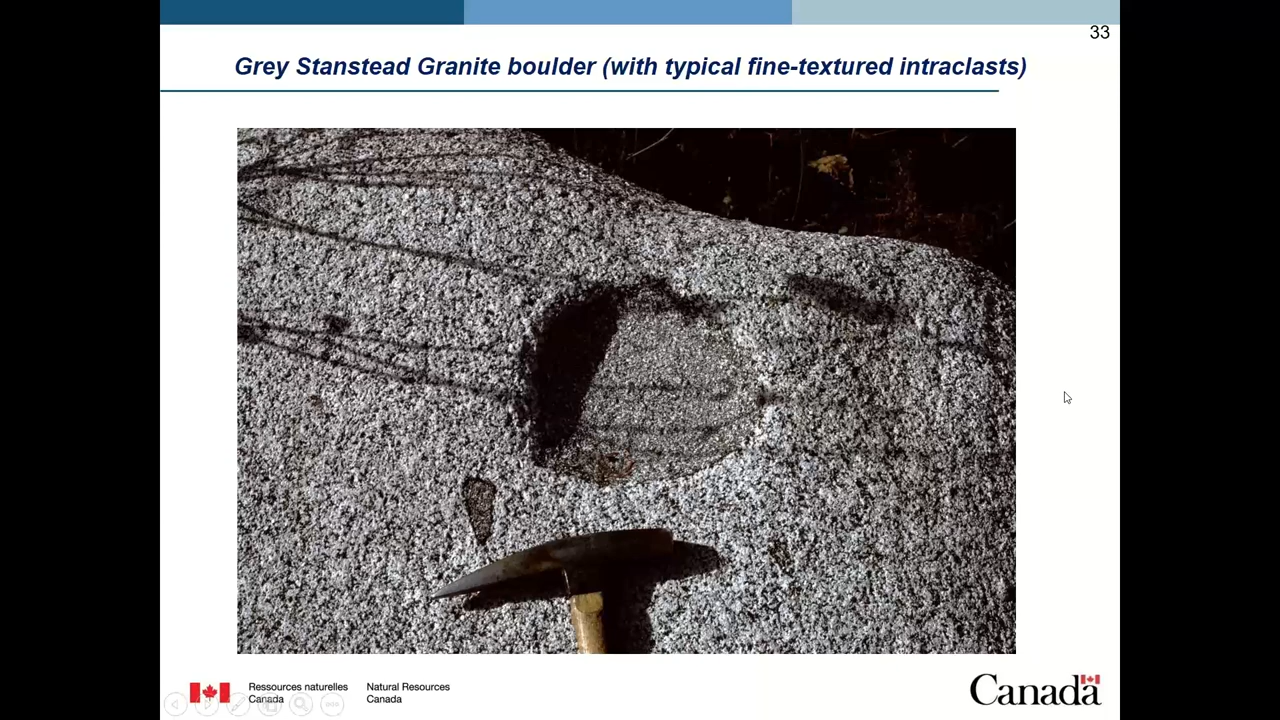 33
Grey Stanstead Granite boulder (with typical fine-textured intraclasts)
Ressources naturelles
Canada
Natural Resources
Canada
Canada